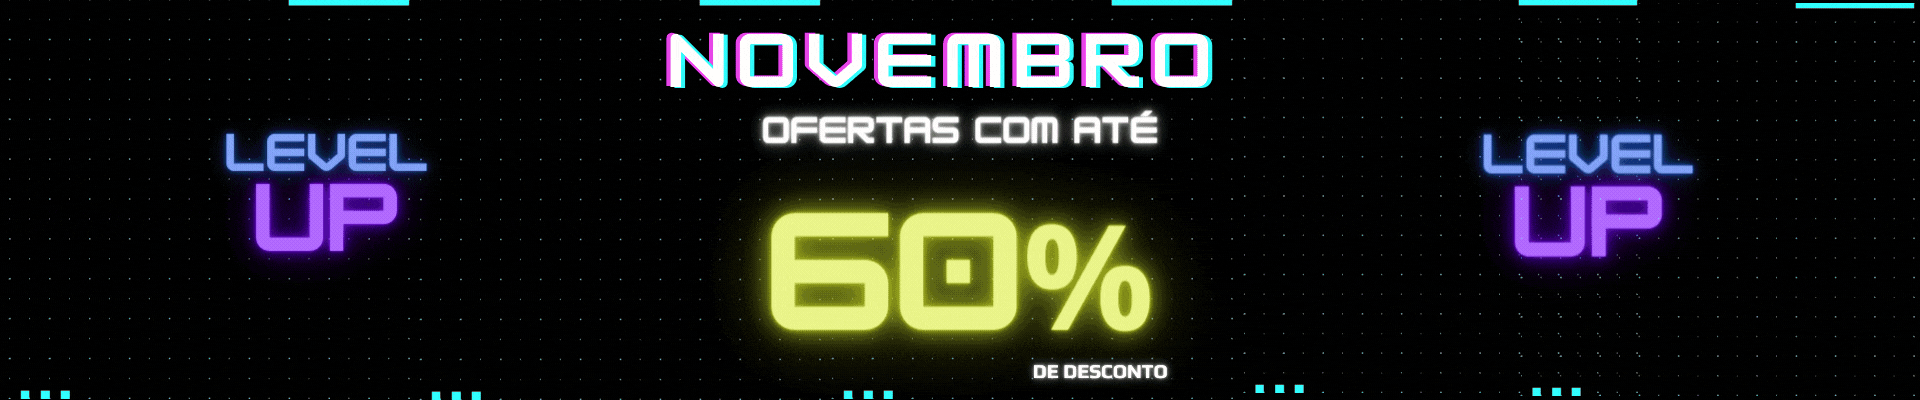 NOVEMBRO
OFERTAS COM ATÉ
LEVEL
UP
60%
DE DESCONTO
LEVEL
UP